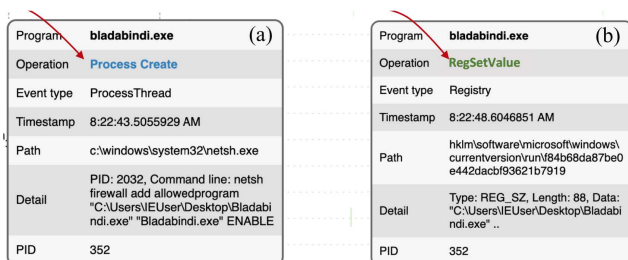 Program bladabindi.exe (a)
Operation Process Create
Event type ProcessThread
Timestamp 8:22:43.5055929 AM
Path c:\windows\system32\netsh.exe
Detail PID: 2032, Command line: netsh
firewall add allowedprogram
"C:\Users\IEUser\Desktop\Bladabi
ndi.exe" "Bladabindi.exe" ENABLE
PID 352
Program bladabindi.exe (b)
Operation RegSetValue
Event type Registry
Timestamp 8:22:48.6046851 AM
Path hklm\software\microsoft\windows\
currentversion\run\f84b68da87be0
e442dacbf93621b7919
Detail Type: REG_SZ, Length: 88, Data:
"C:\Users\IEUser\Desktop\Bladabi
ndi.exe" ..
PID 352